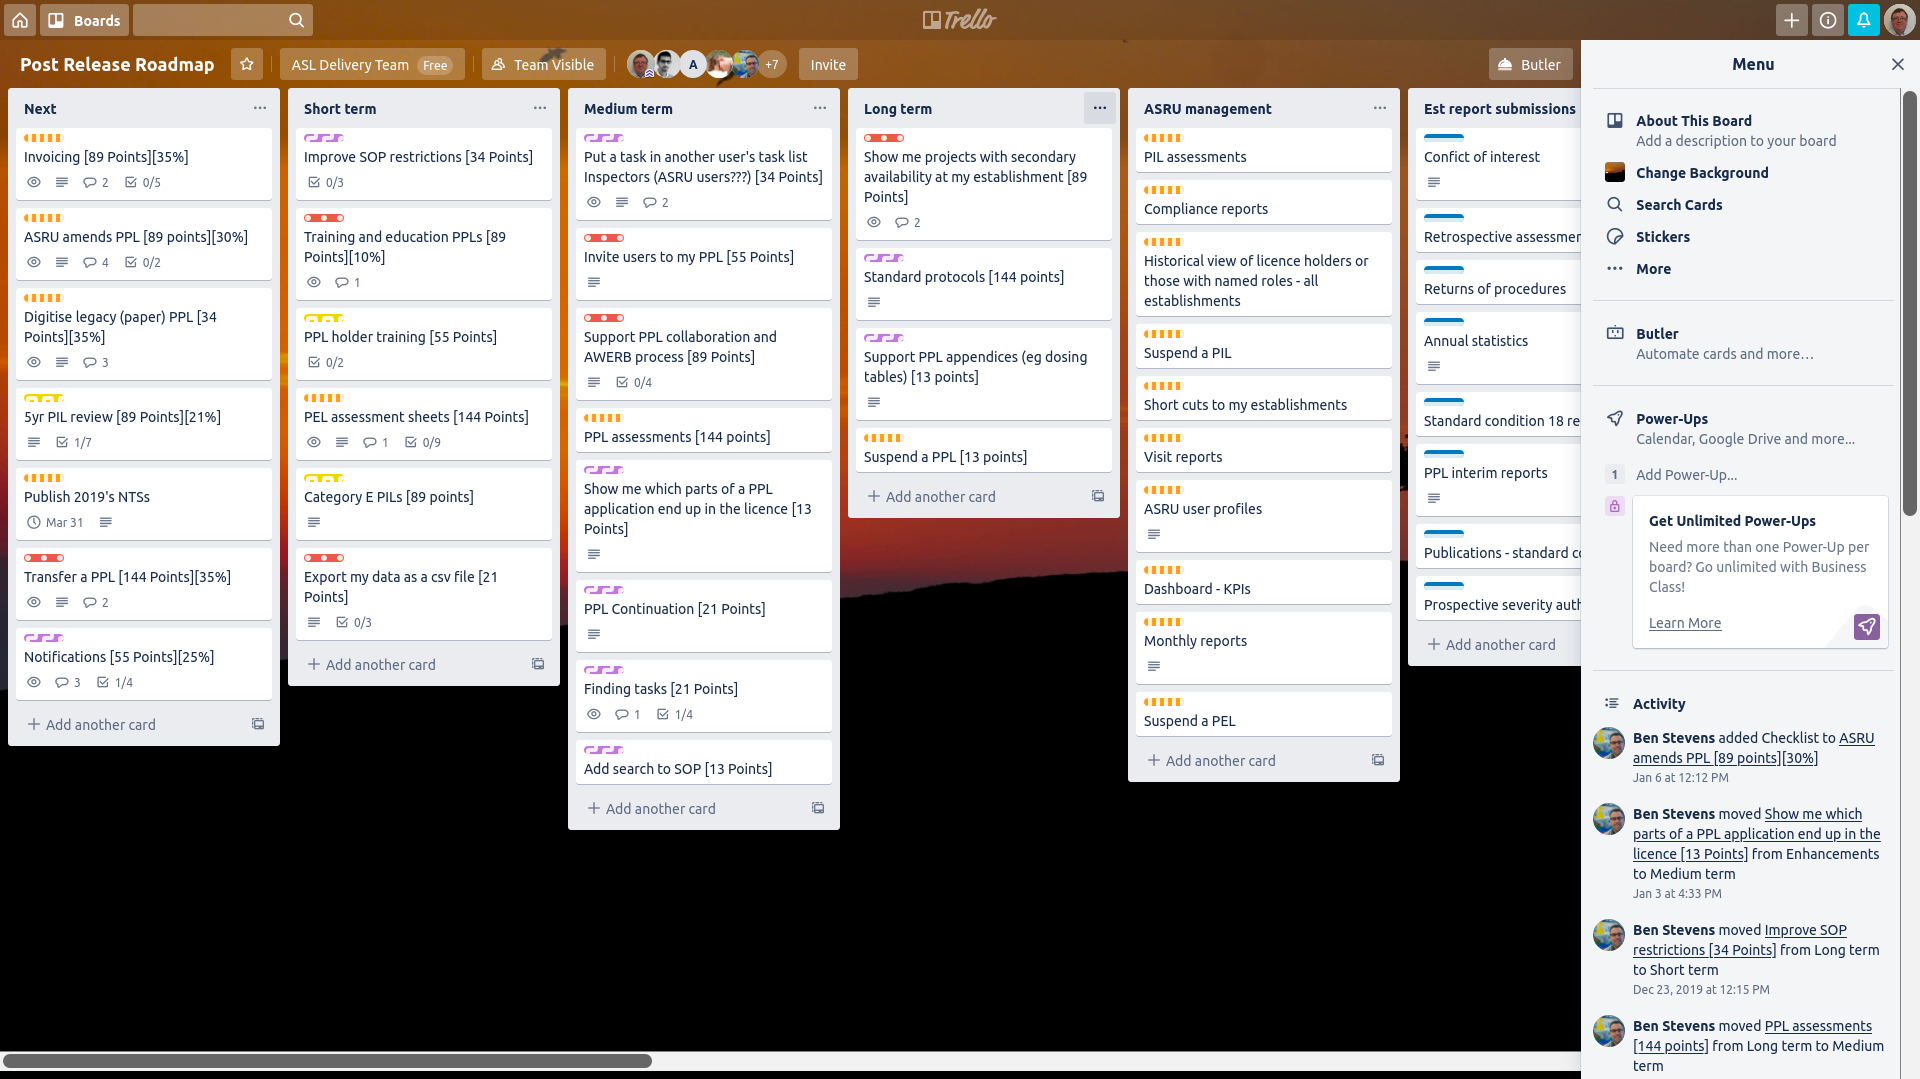 Boards
Trello
Post Release Roadmap
ASL Delivery Team Free
Team Visible
A
+7
Invite
Butler
Next
Invoicing [89 Points][35%]
2 0/5
ASRU amends PPL [89 points][30%]
4 0/2
Digitise legacy (paper) PPL [34
Points][35%]
3
5yr PIL review [89 Points][21%]
1/7
Publish 2019's NTSs
Mar 31
Transfer a PPL [144 Points][35%]
2
Notifications [55 Points][25%]
3 1/4
Add another card
Short term
Improve SOP restrictions [34 Points]
0/3
Training and education PPLs [89
Points][10%]
1
PPL holder training [55 Points]
0/2
PEL assessment sheets [144 Points]
1 0/9
Category E PILs [89 points]
Export my data as a csv file [21
Points]
0/3
Add another card
Medium term
Put a task in another user's task list
Inspectors (ASRU users???) [34 Points]
2
Invite users to my PPL [55 Points]
Support PPL collaboration and
AWERB process [89 Points]
0/4
PPL assessments [144 points]
Show me which parts of a PPL
application end up in the licence [13
Points]
PPL Continuation [21 Points]
Finding tasks [21 Points]
1 1/4
Add search to SOP [13 Points]
Add another card
Long term
Show me projects with secondary
availability at my establishment [89
Points]
2
Standard protocols [144 points]
Support PPL appendices (eg dosing
tables) [13 points]
Suspend a PPL [13 points]
Add another card
ASRU management
PIL assessments
Compliance reports
Historical view of licence holders or
those with named roles - all
establishments
Suspend a PIL
Short cuts to my establishments
Visit reports
ASRU user profiles
Dashboard - KPIs
Monthly reports
Suspend a PEL
Add another card
Est report submissions
Confict of interest
Retrospective assessmer
Returns of procedures
Annual statistics
Standard condition 18 re
PPL interim reports
Publications - standard co
Prospective severity auth
Add another card
Menu
About This Board
Add a description to your board
Change Background
Search Cards
Stickers
More
Butler
Automate cards and more…
Power-Ups
Calendar, Google Drive and more...
1 Add Power-Up...
Get Unlimited Power-Ups
Need more than one Power-Up per
board? Go unlimited with Business
Class!
Learn More
Activity
Ben Stevens added Checklist to ASRU
amends PPL [89 points][30%]
Jan 6 at 12:12 PM
Ben Stevens moved Show me which
parts of a PPL application end up in the
licence [13 Points] from Enhancements
to Medium term
Jan 3 at 4:33 PM
Ben Stevens moved Improve SOP
restrictions [34 Points] from Long term
to Short term
Dec 23, 2019 at 12:15 PM
Ben Stevens moved PPL assessments
[144 points] from Long term to Medium
term